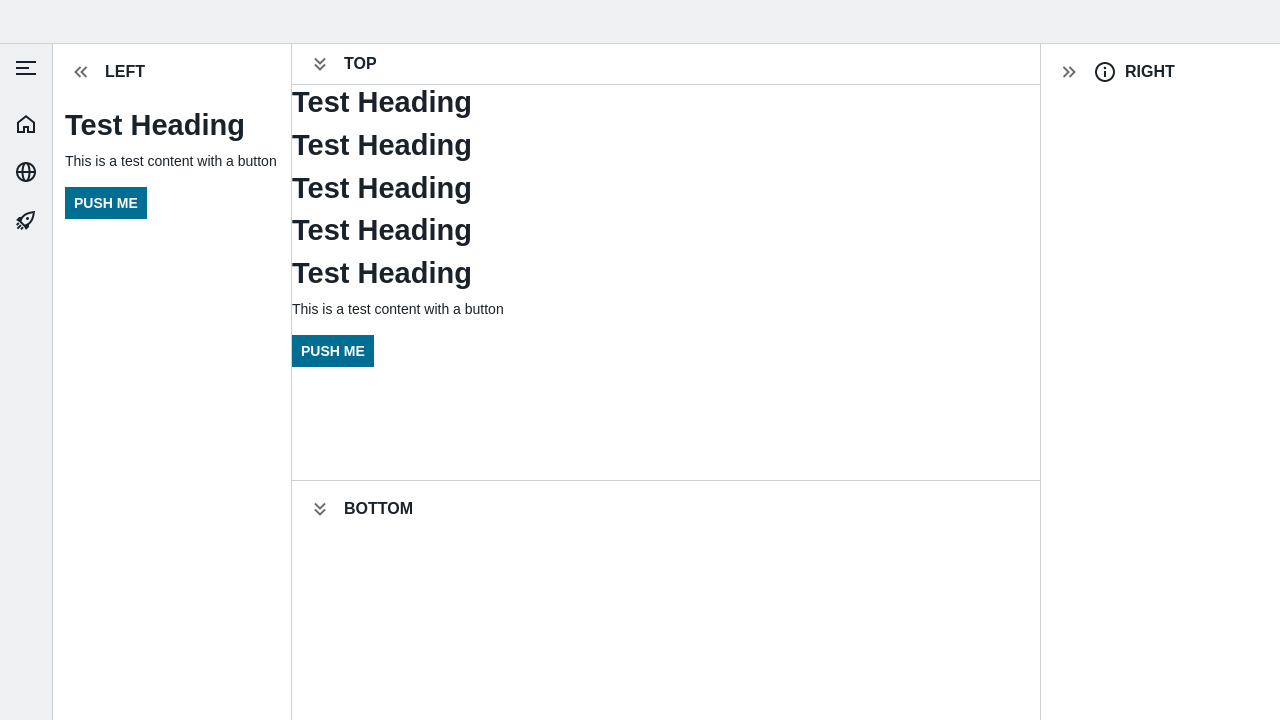 LEFT
Test Heading
This is a test content with a button
PUSH ME
TOP
Test Heading
Test Heading
Test Heading
Test Heading
Test Heading
This is a test content with a button
PUSH ME
BOTTOM
RIGHT